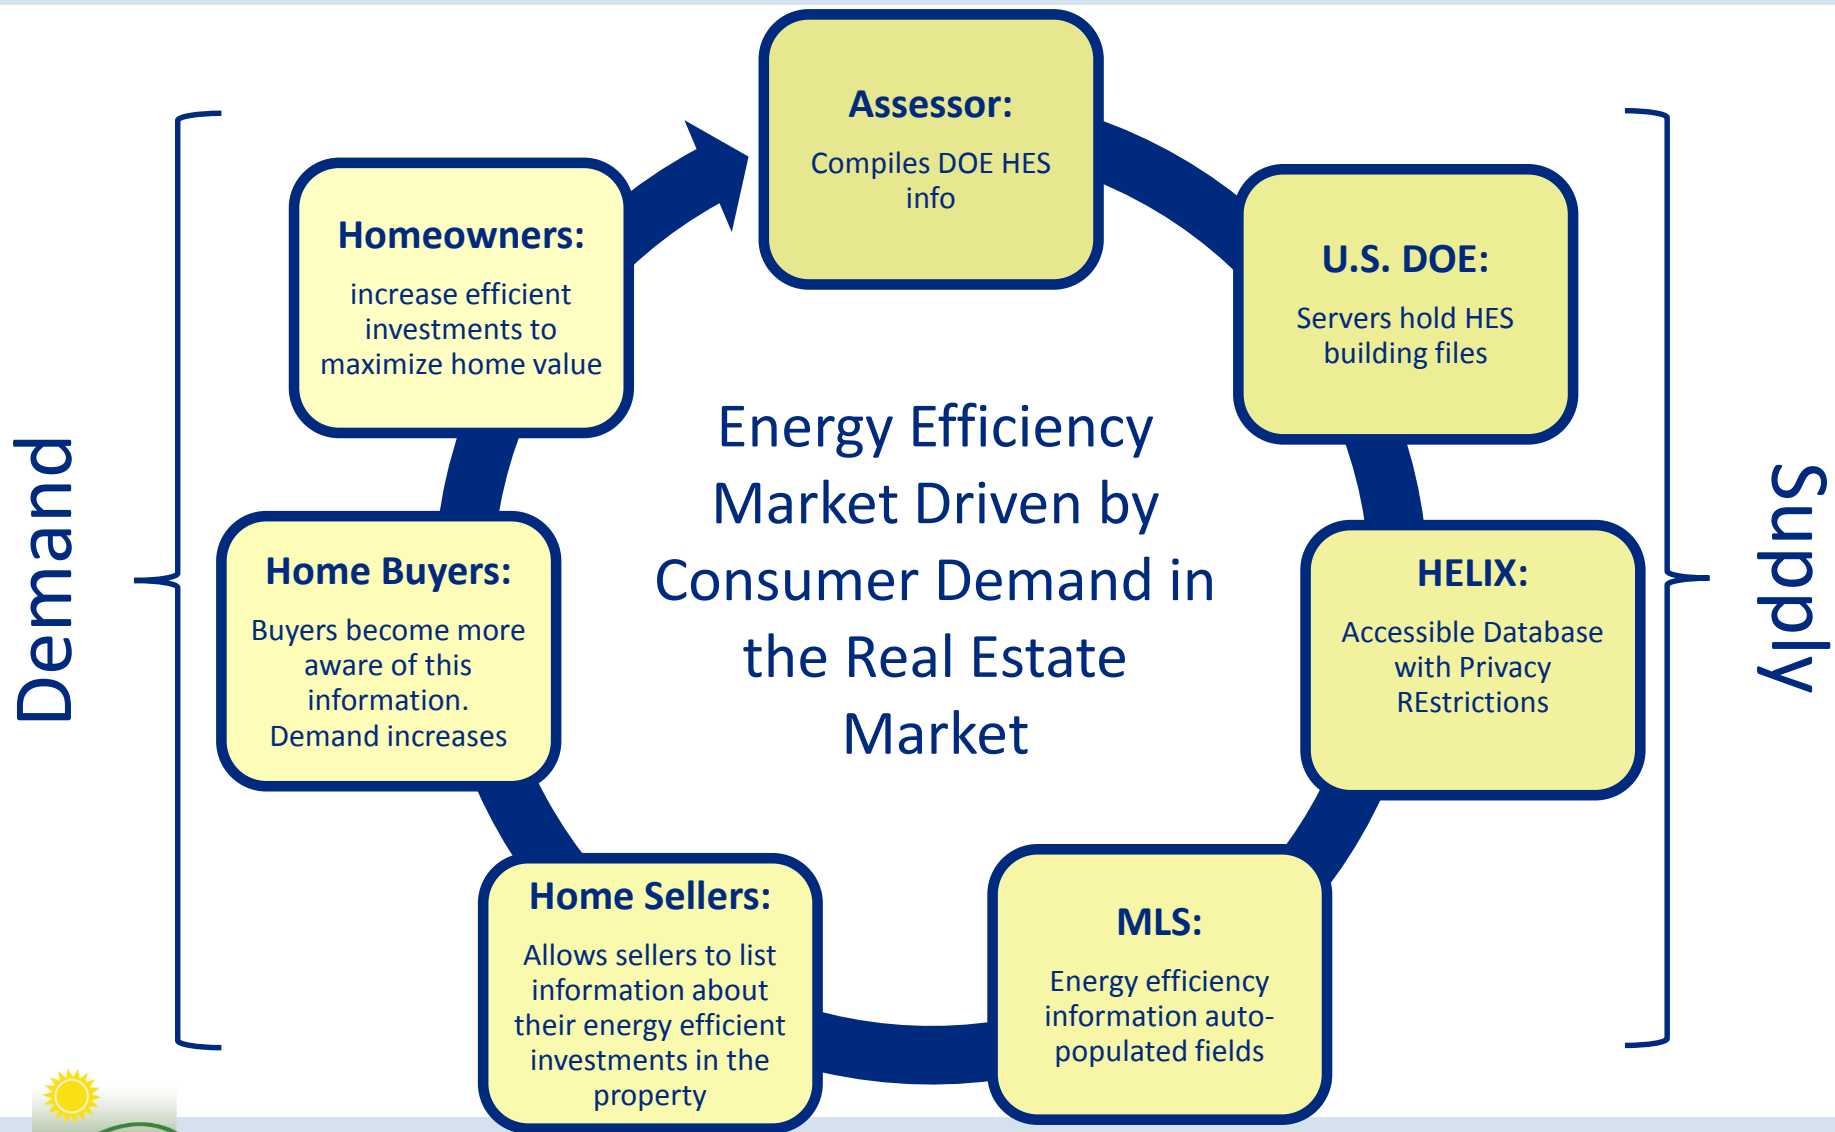 Assessor:
Compiles DOE HES
info
U.S. DOE:
Servers hold HES
building files
HELIX:
Accessible Database
with Privacy
REstrictions
MLS:
Energy efficiency
information auto-
populated fields
Home Sellers:
Allows sellers to list
information about
their energy efficient
investments in the
property
Home Buyers:
Buyers become more
aware of this
information.
Demand increases
Homeowners:
increase efficient
investments to
maximize home value
Energy Efficiency
Market Driven by
Consumer Demand in
the Real Estate
Market
Demand
Supply